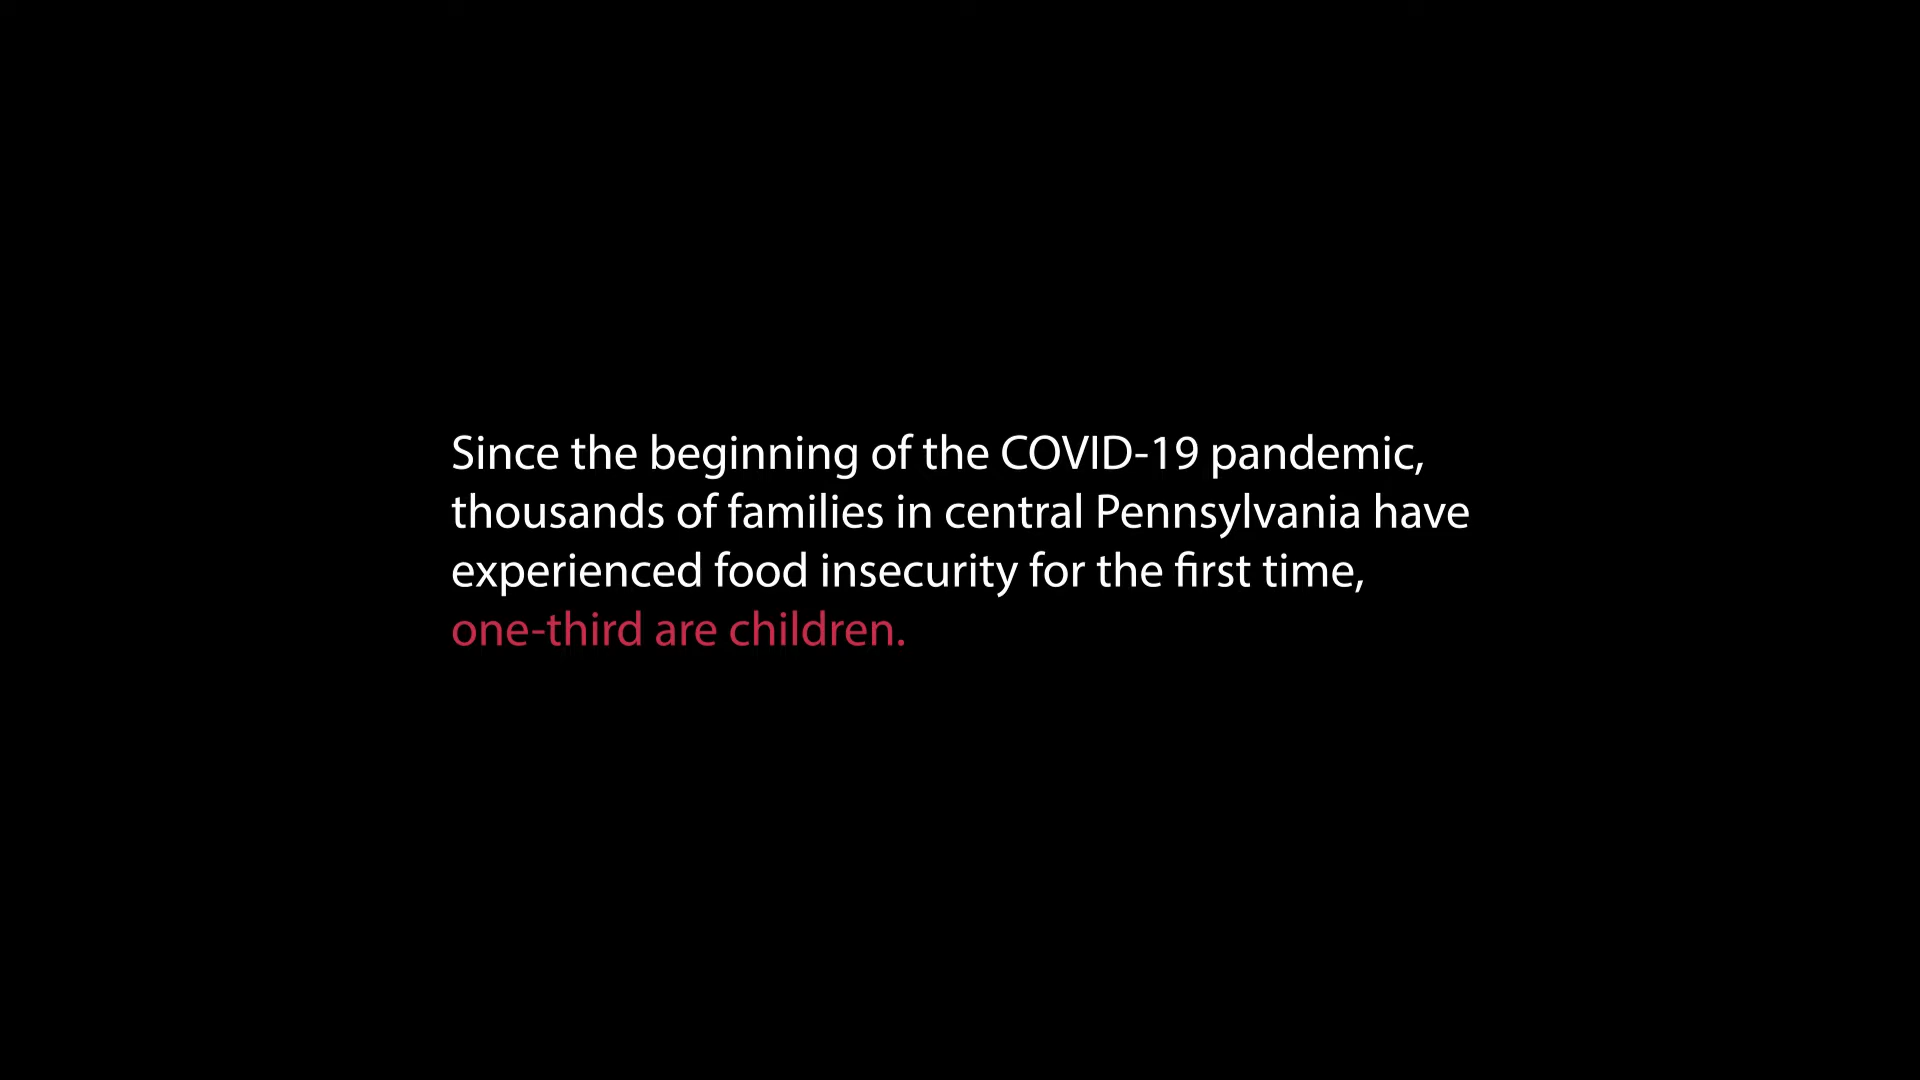 Since the beginning of the COVID-19 pandemic,
thousands of families in central Pennsylvania have
experienced food insecurity for the first time,
one-third are children.